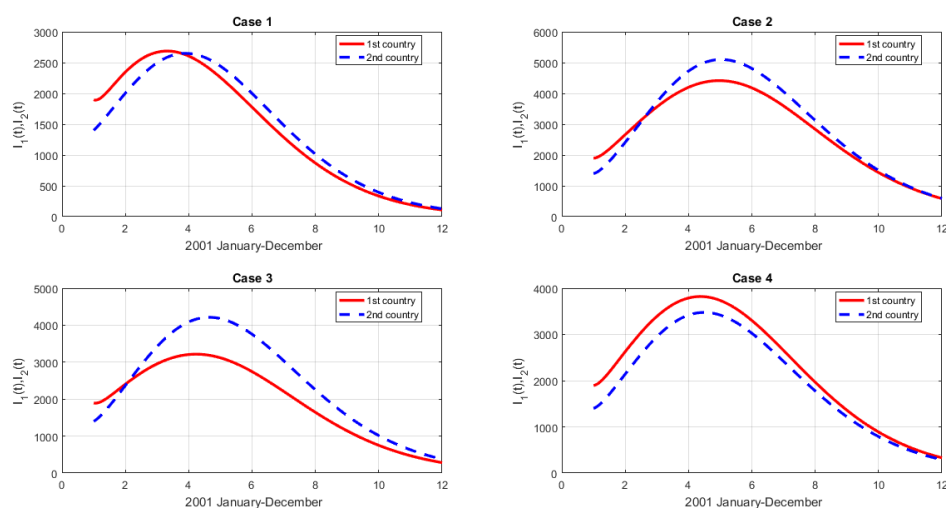 Case 1
3000
2500
2000
1500
1000
500
0
I₁(t),I₂(t)
1st country
2nd country
0 2 4 6 8 10 12
2001 January-December
Case 2
6000
5000
4000
3000
2000
1000
0
I₁(t),I₂(t)
1st country
2nd country
0 2 4 6 8 10 12
2001 January-December
Case 3
5000
4000
3000
2000
1000
0
I₁(t),I₂(t)
1st country
2nd country
0 2 4 6 8 10 12
2001 January-December
Case 4
4000
3000
2000
1000
0
I₁(t),I₂(t)
1st country
2nd country
0 2 4 6 8 10 12
2001 January-December